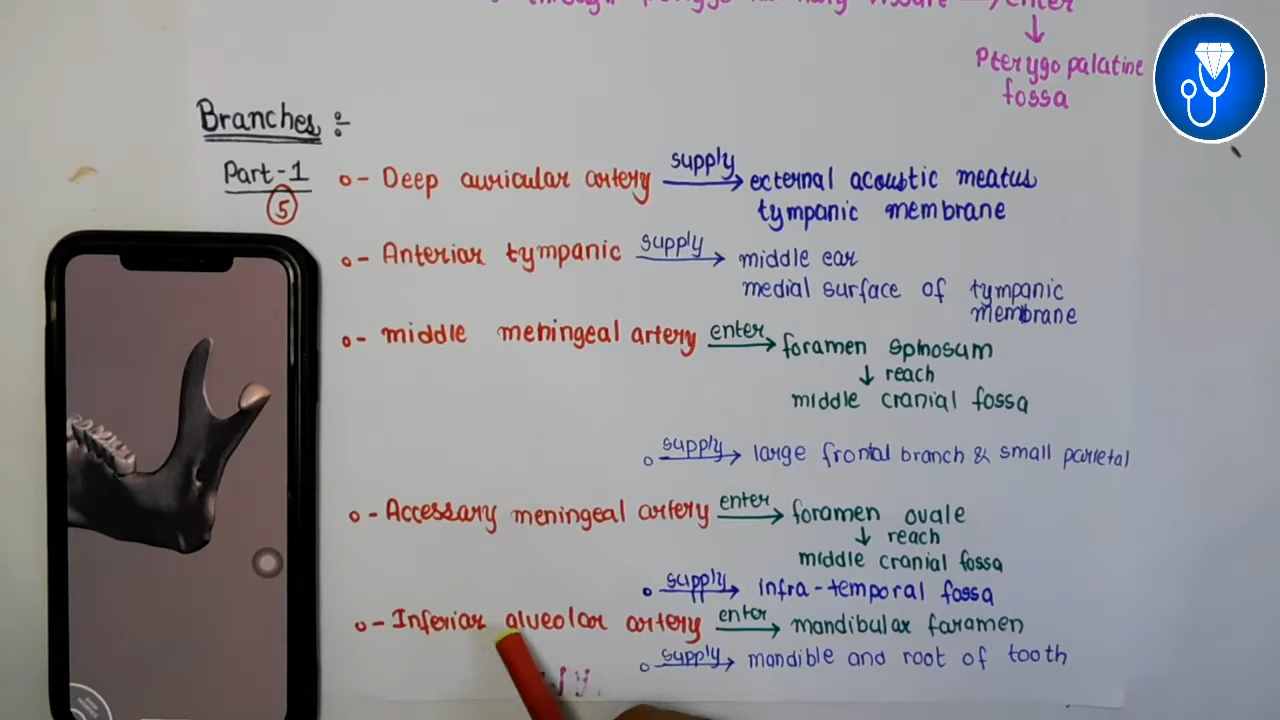 enter
↓
Pterygo palatine
fossa
Branches :-
Part-1
5
o- Deep auricular artery supply → external acoustic meatus
tympanic membrane
o- Anterior tympanic supply → middle ear
medial surface of tympanic
membrane
o- middle meningeal artery enter → foramen spinosum
↓ reach
middle cranial fossa
o supply → large frontal branch & small parietal
o- Accessary meningeal artery enter → foramen ovale
↓ reach
middle cranial fossa
o supply → infra-temporal fossa
o- Inferior alveolar artery enter → mandibular foramen
o supply → mandible and root of tooth